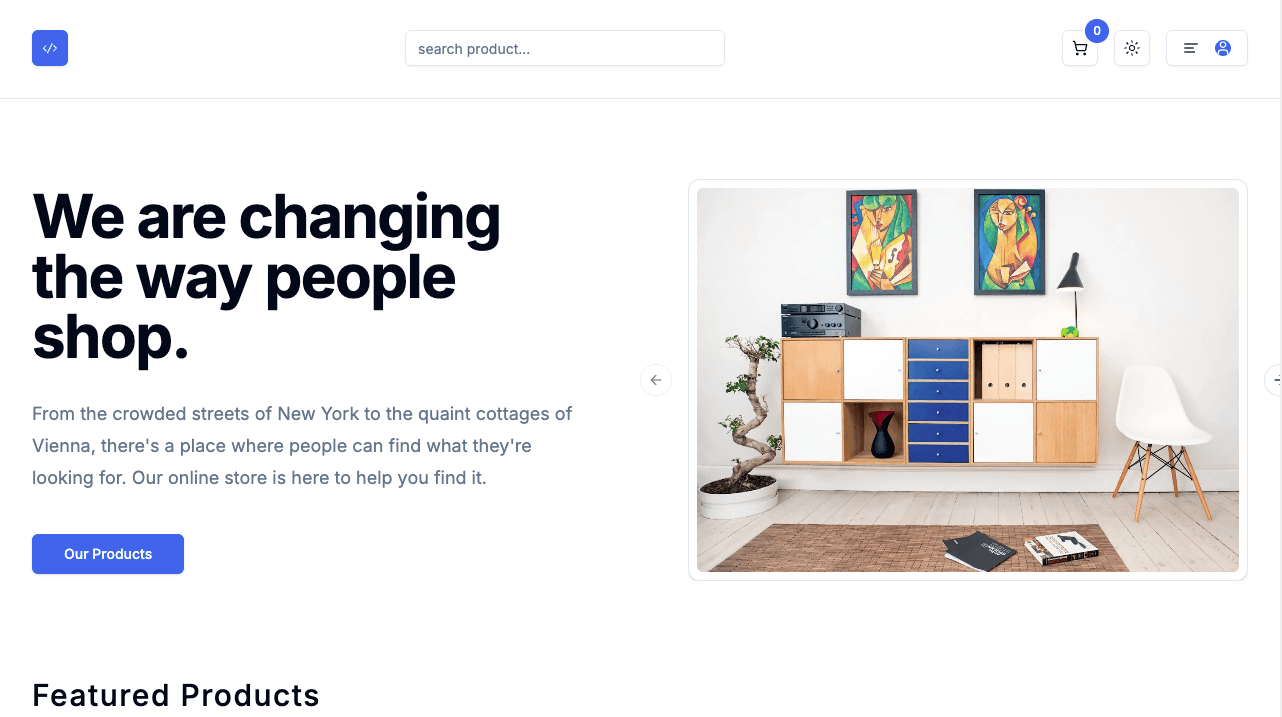 </>
search product...
0
We are changing
the way people
shop.
From the crowded streets of New York to the quaint cottages of
Vienna, there's a place where people can find what they're
looking for. Our online store is here to help you find it.
Our Products
Featured Products